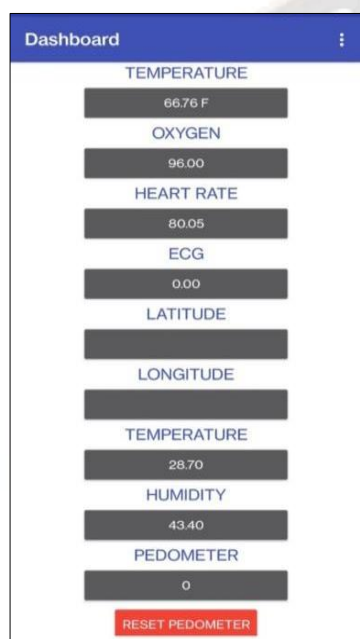 Dashboard
TEMPERATURE
66.76 F
OXYGEN
96.00
HEART RATE
80.05
ECG
0.00
LATITUDE
LONGITUDE
TEMPERATURE
28.70
HUMIDITY
43.40
PEDOMETER
0
RESET PEDOMETER